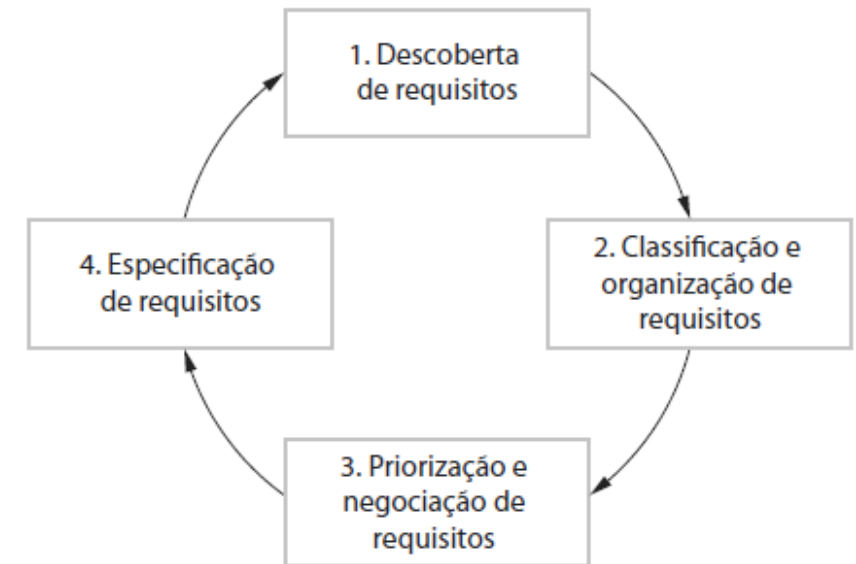 1. Descoberta
de requisitos
2. Classificação e
organização de
requisitos
3. Priorização e
negociação de
requisitos
4. Especificação
de requisitos